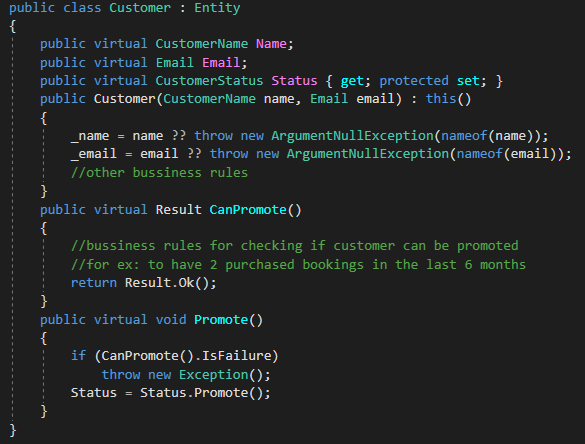 public class Customer : Entity
{
public virtual CustomerName Name;
public virtual Email Email;
public virtual CustomerStatus Status { get; protected set; }
public Customer(CustomerName name, Email email) : this()
{
_name = name ?? throw new ArgumentNullException(nameof(name));
_email = email ?? throw new ArgumentNullException(nameof(email));
//other bussiness rules
}
public virtual Result CanPromote()
{
//bussiness rules for checking if customer can be promoted
//for ex: to have 2 purchased bookings in the last 6 months
return Result.Ok();
}
public virtual void Promote()
{
if (CanPromote().IsFailure)
throw new Exception();
Status = Status.Promote();
}
}